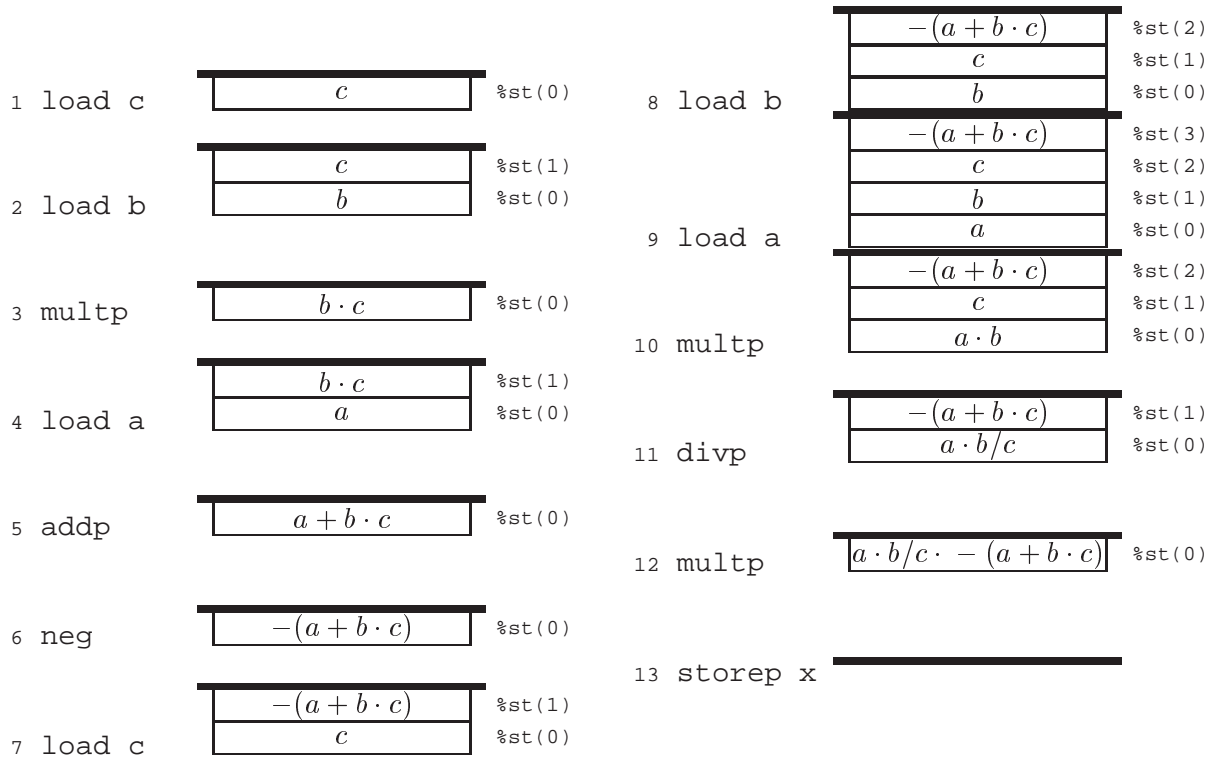 1 load c
c %st(0)
2 load b
c %st(1)
b %st(0)
3 multp
b · c %st(0)
4 load a
b · c %st(1)
a %st(0)
5 addp
a + b · c %st(0)
6 neg
−(a + b · c) %st(0)
7 load c
−(a + b · c) %st(1)
c %st(0)
8 load b
−(a + b · c) %st(2)
c %st(1)
b %st(0)
9 load a
−(a + b · c) %st(3)
c %st(2)
b %st(1)
a %st(0)
10 multp
−(a + b · c) %st(2)
c %st(1)
a · b %st(0)
11 divp
−(a + b · c) %st(1)
a · b/c %st(0)
12 multp
a · b/c · − (a + b · c) %st(0)
13 storep x